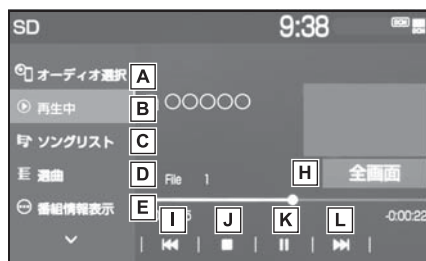 SD 9:38
オーディオ選択 A
再生中 B ○○○○○
ソングリスト C
選曲 D File 1 H 全画面
番組情報表示 E -0:00:22
I J K L